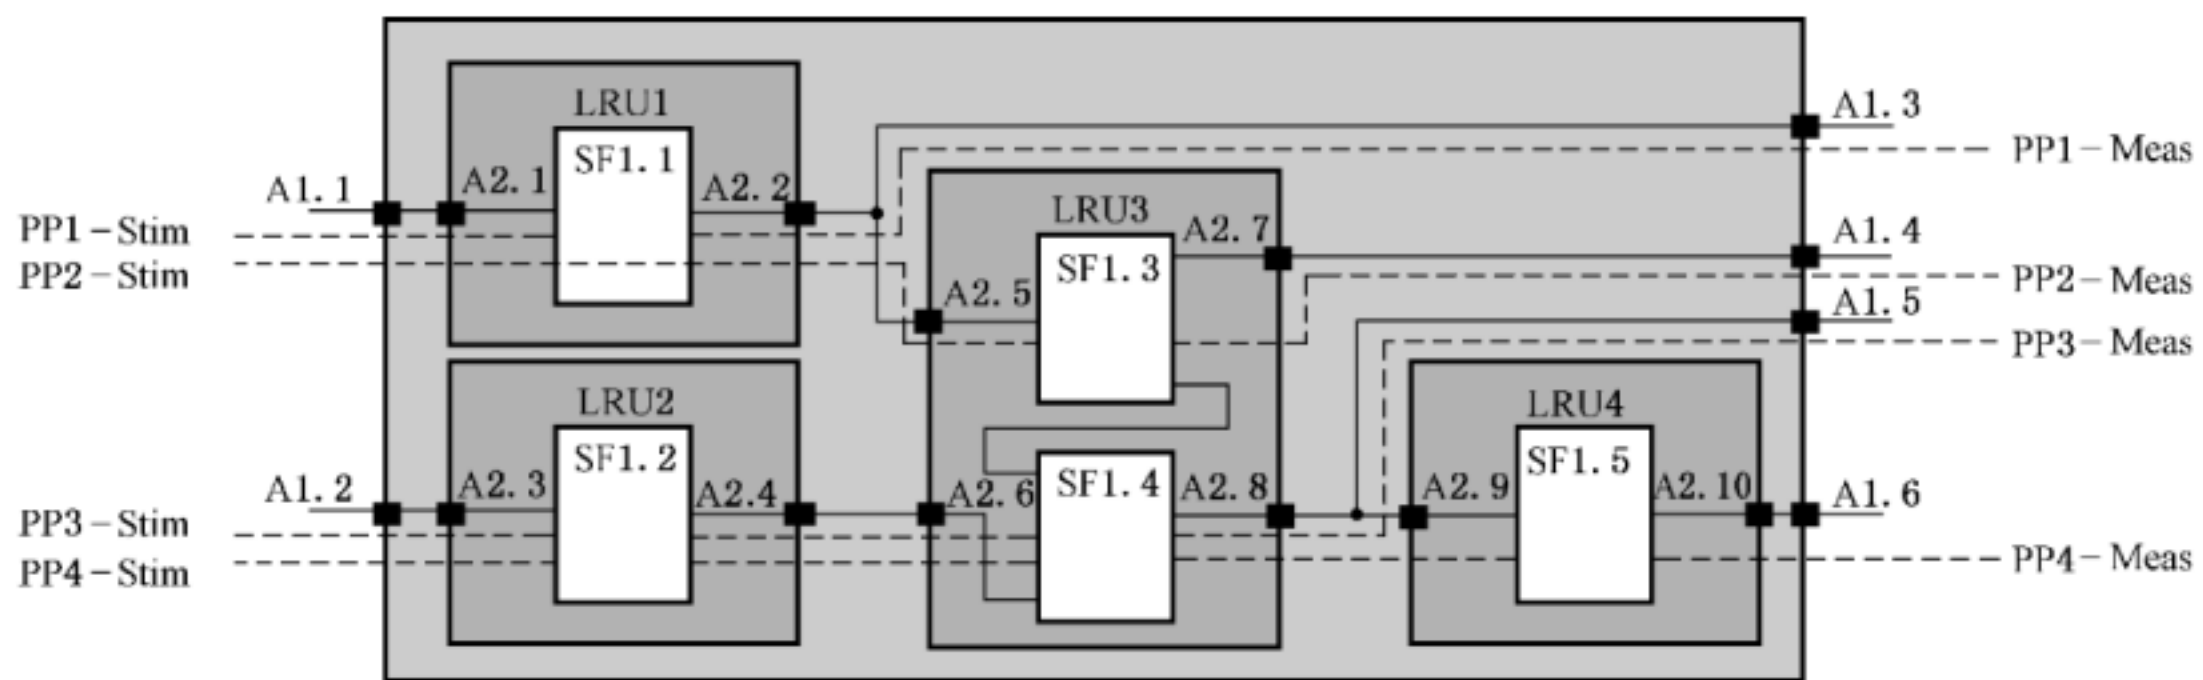 LRU1
SF1.1
A1.1
A2.1
A2.2
PP1-Stim
PP2-Stim
LRU2
SF1.2
A1.2
A2.3
A2.4
PP3-Stim
PP4-Stim
LRU3
SF1.3
A2.5
A2.7
SF1.4
A2.6
A2.8
LRU4
SF1.5
A2.9
A2.10
A1.3
PP1-Meas
A1.4
PP2-Meas
A1.5
PP3-Meas
A1.6
PP4-Meas